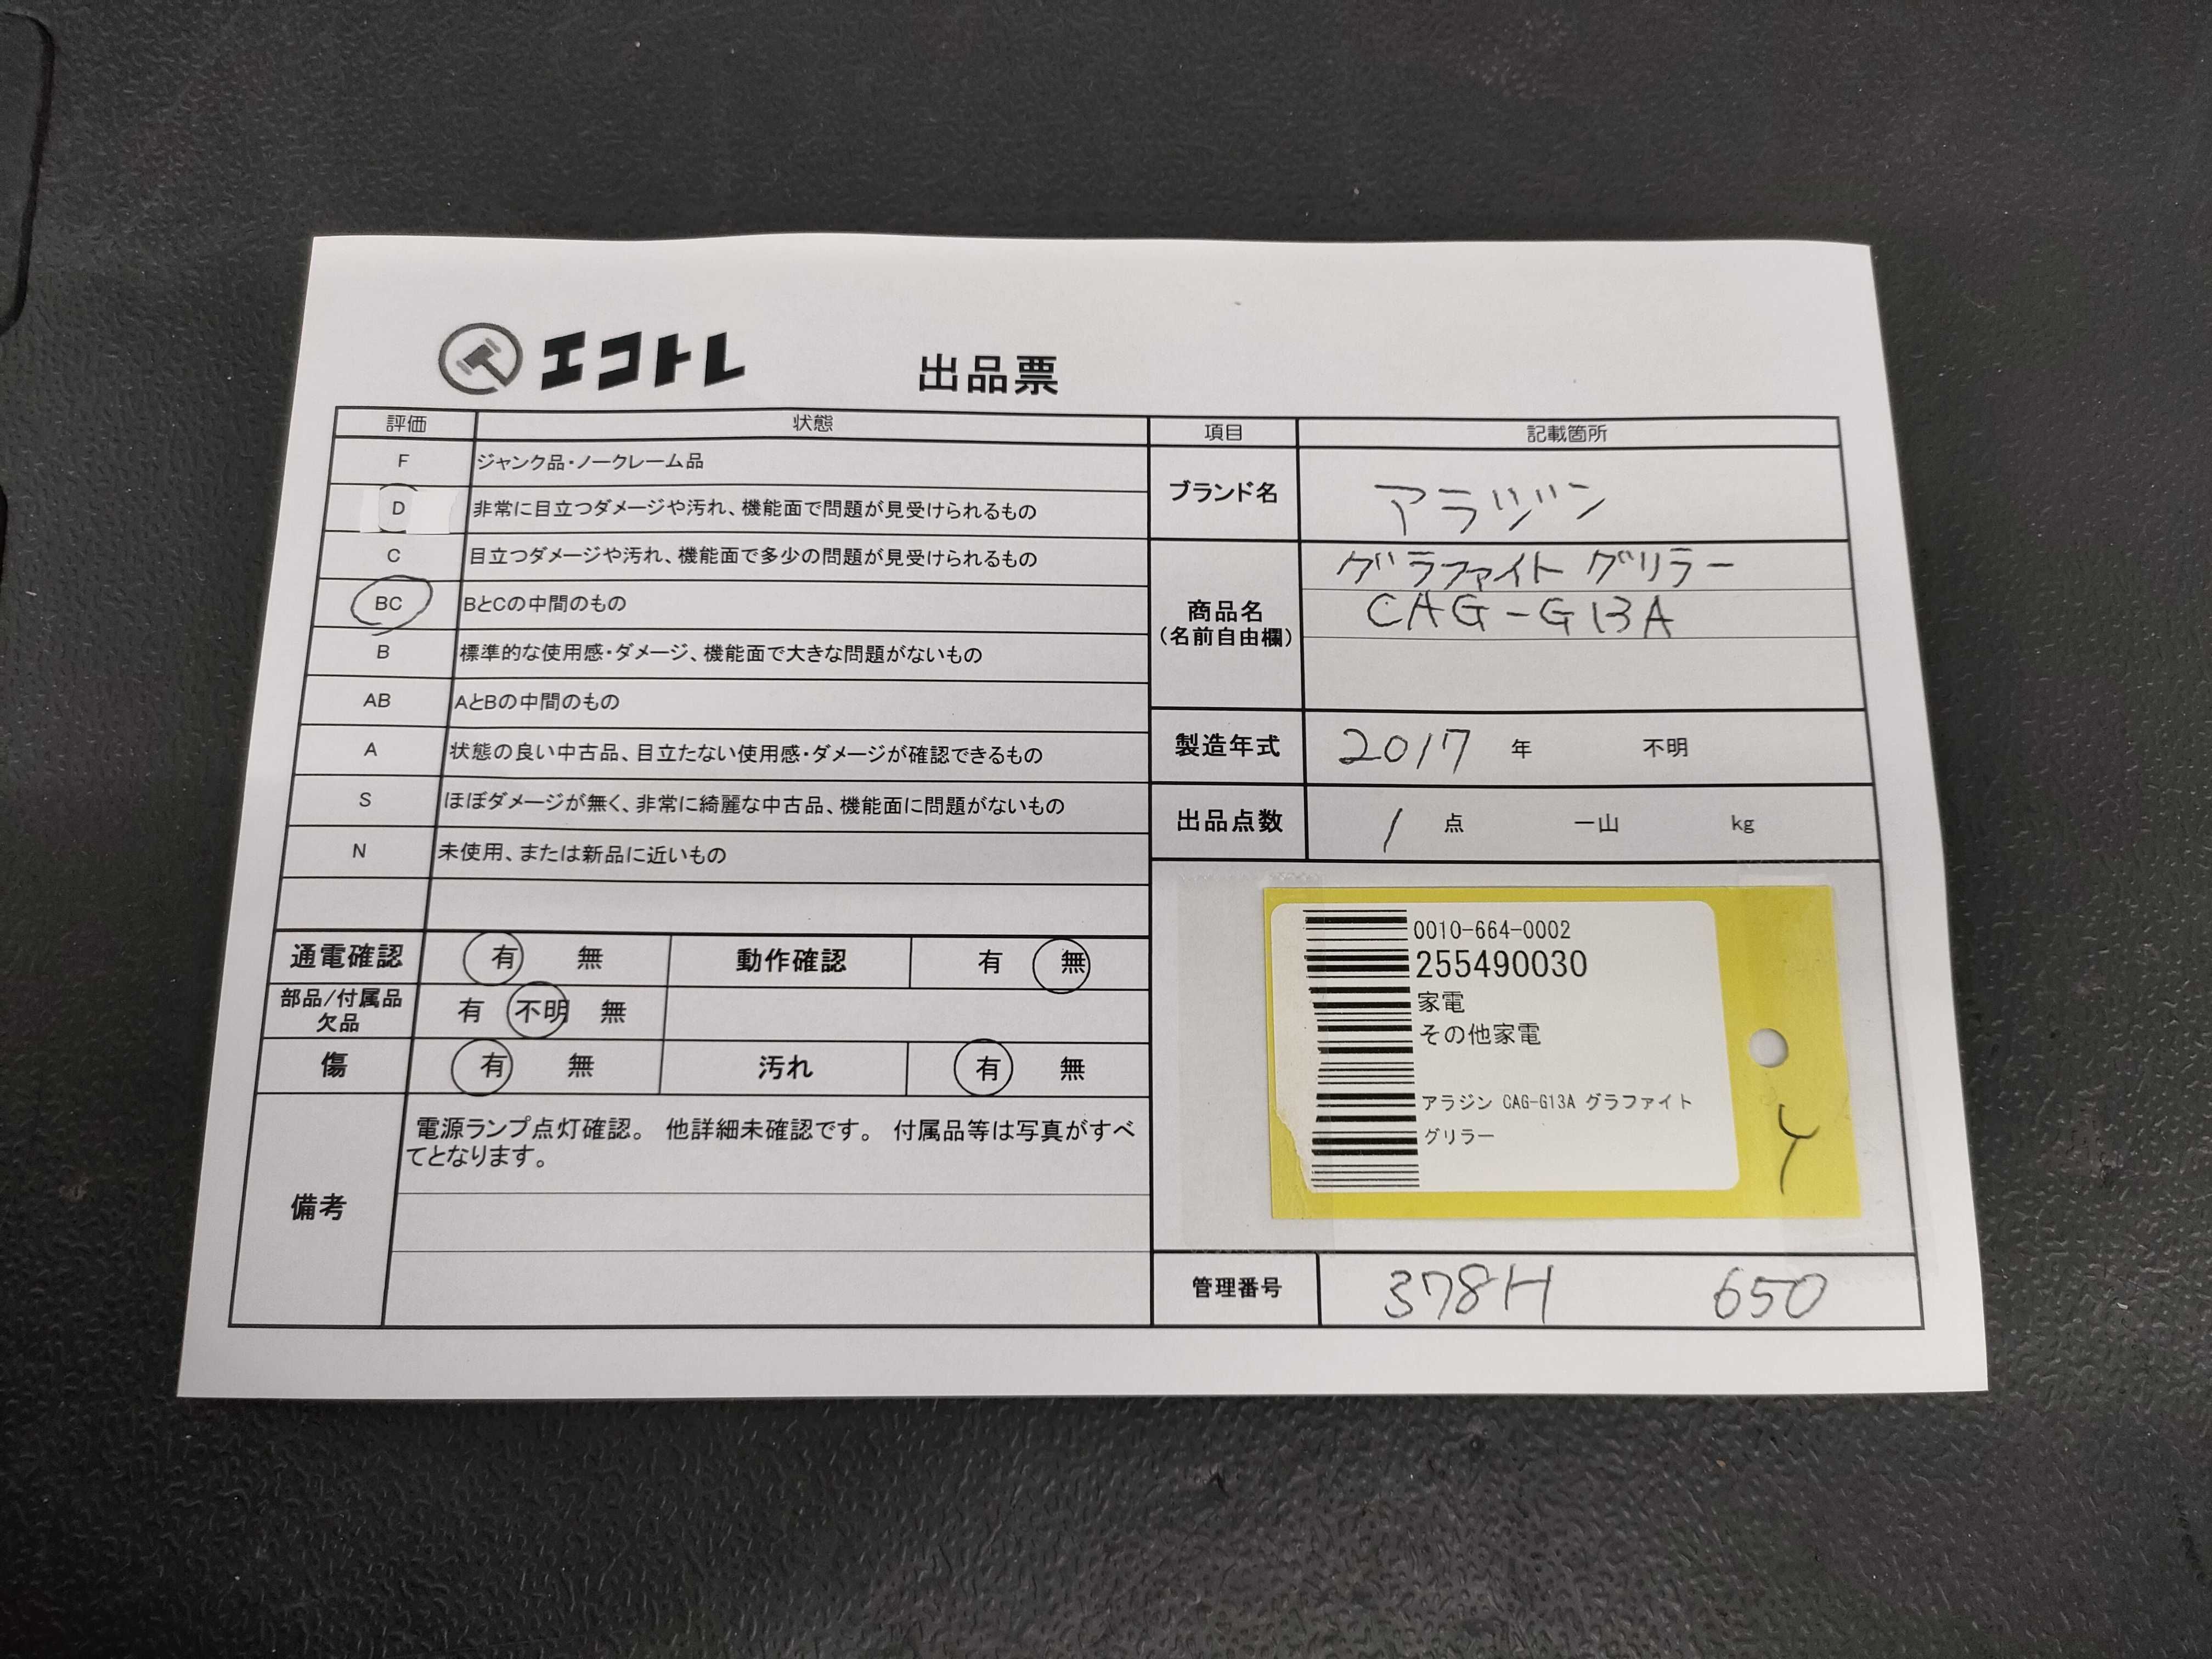 エコトレ
出品票
評価 状態
F ジャンク品・ノークレーム品
D 非常に目立つダメージや汚れ、機能面で問題が見受けられるもの
C 目立つダメージや汚れ、機能面で多少の問題が見受けられるもの
BC BとCの中間のもの
B 標準的な使用感・ダメージ、機能面で大きな問題がないもの
AB AとBの中間のもの
A 状態の良い中古品、目立たない使用感・ダメージが確認できるもの
S ほぼダメージが無く、非常に綺麗な中古品、機能面に問題がないもの
N 未使用、または新品に近いもの
通電確認 有 無 動作確認 有 無
部品/付属品
欠品
有 不明 無
傷 有 無 汚れ 有 無
備考
電源ランプ点灯確認。 他詳細未確認です。 付属品等は写真がすべ
てとなります。
項目 記載箇所
ブランド名 アラジン
商品名
(名前自由欄)
グラファイト グリラー
CAG-G13A
製造年式 2017 年 不明
出品点数 1 点 一山 kg
0010-664-0002
255490030
家電
その他家電
アラジン CAG-G13A グラファイト
グリラー
Y
管理番号 378H 650